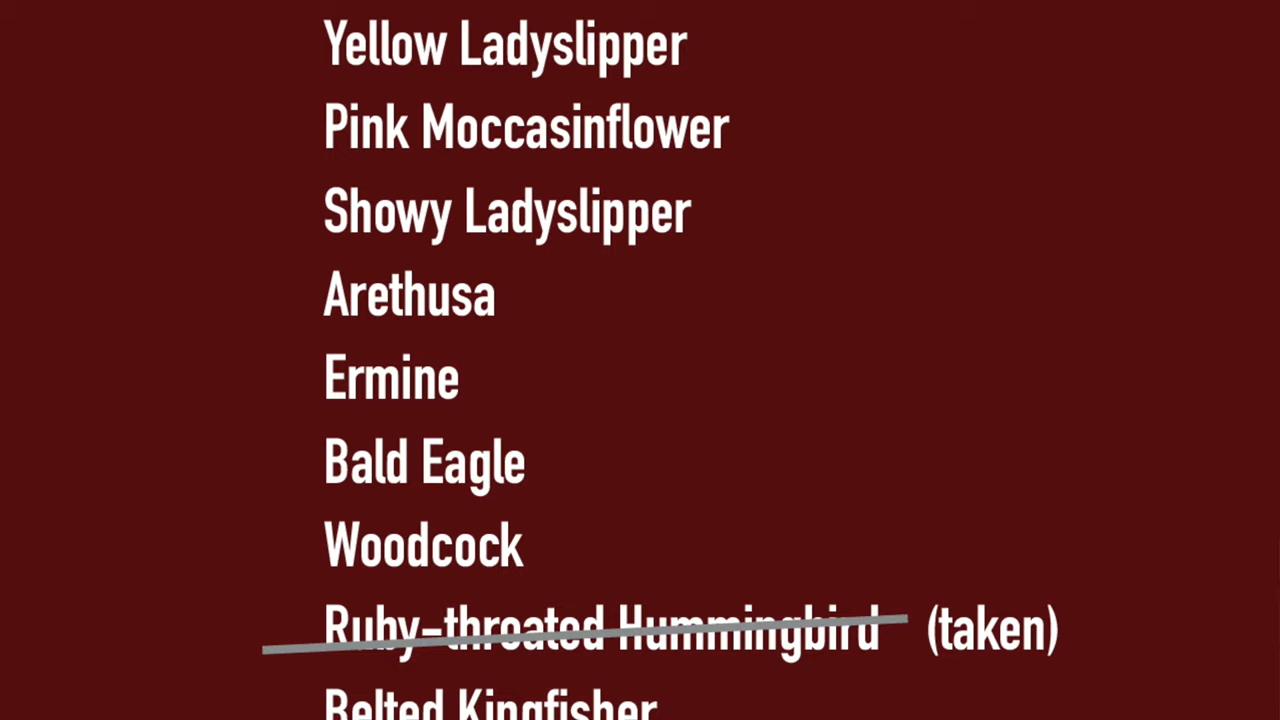 Yellow Ladyslipper
Pink Moccasinflower
Showy Ladyslipper
Arethusa
Ermine
Bald Eagle
Woodcock
Ruby-throated Hummingbird (taken)
Belted Kingfisher